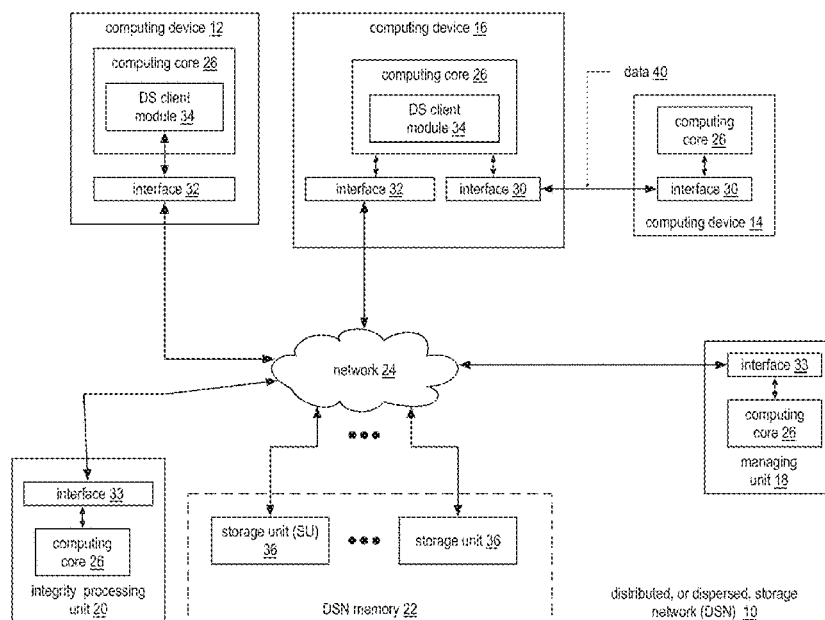 computing device 12
computing core 26
DS client
module 34
interface 32
computing device 16
computing core 26
DS client
module 34
interface 32
interface 30
data 40
computing
core 26
interface 30
computing device 14
network 24
interface 33
computing
core 26
managing
unit 18
interface 33
computing
core 26
integrity processing
unit 20
storage unit (SU)
36
storage unit 36
DSN memory 22
distributed, or dispersed, storage
network (DSN) 10